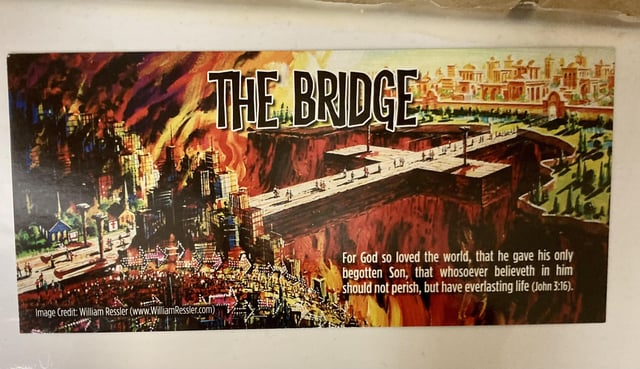 THE BRIDGE
For God so loved the world, that he gave his only
begotten Son, that whosoever believeth in him
should not perish, but have everlasting life (John 3:16).
Image Credit: William Ressler (www.WilliamRessler.com)